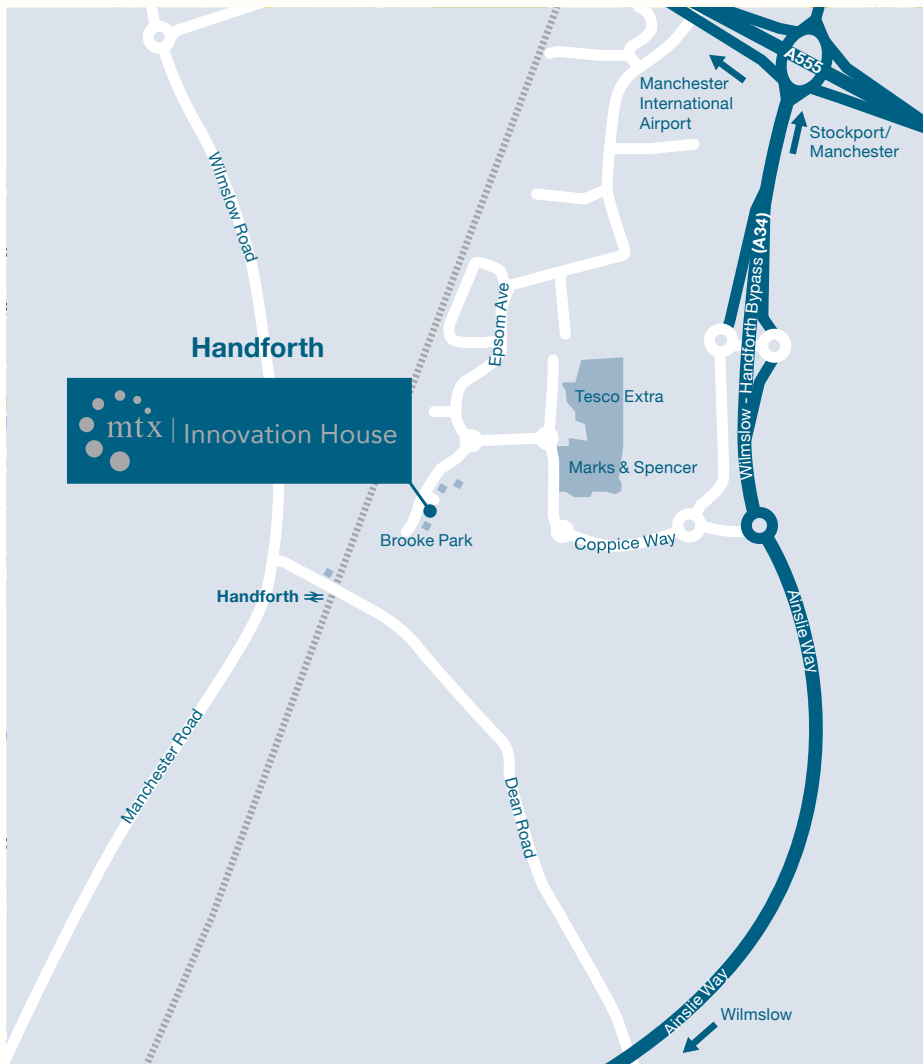 A555
Manchester
International
Airport
Stockport/
Manchester
Wilmslow Road
Wilmslow - Handforth Bypass (A34)
Epsom Ave
Handforth
mtx | Innovation House
Tesco Extra
Marks & Spencer
Brooke Park
Coppice Way
Handforth
Ainslie Way
Manchester Road
Dean Road
Ainslie Way
Wilmslow